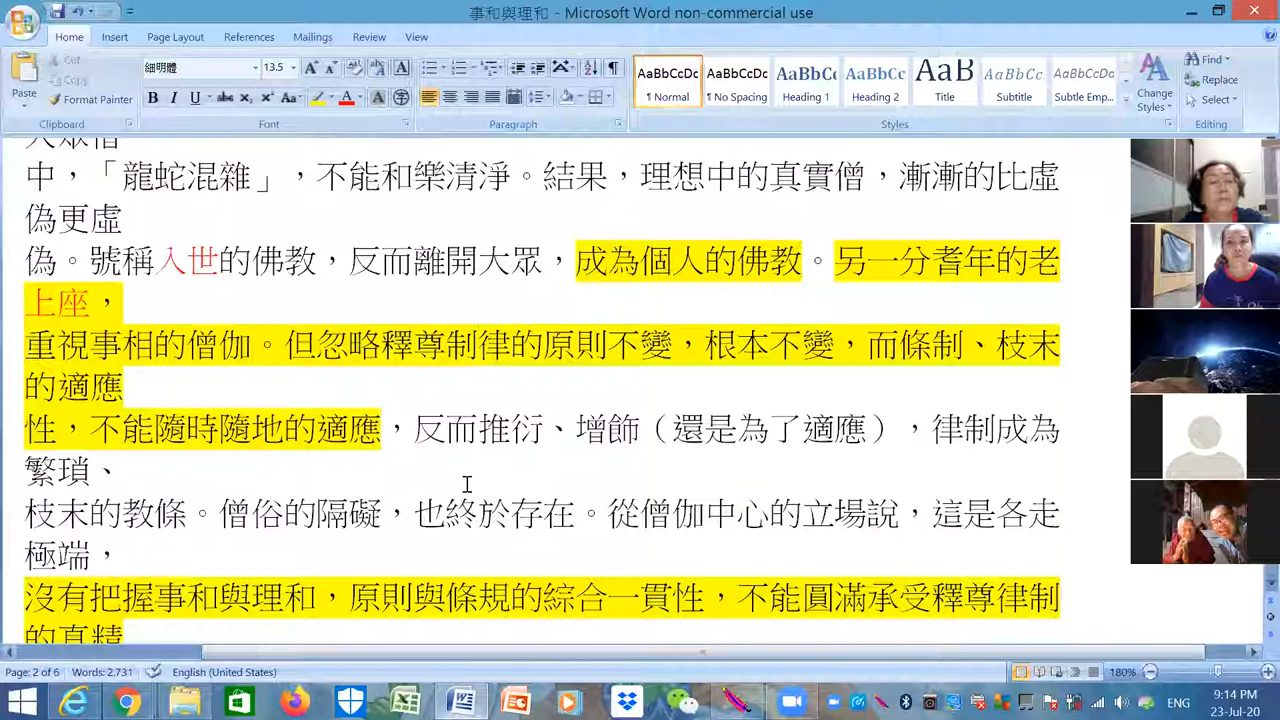 事和與理和 - Microsoft Word non-commercial use
Home Insert Page Layout References Mailings Review View
Cut
Copy
Format Painter
Paste
細明體 13.5
AaBbCcDc AaBbCcDc AaBbCc AaBbCc AaB AaBbCcI AaBbCcDc
¶ Normal ¶ No Spacing Heading 1 Heading 2 Title Subtitle Subtle Emp...
Change Styles
Find
Replace
Select
Clipboard Font Paragraph Styles Editing
大眾僧
中，「龍蛇混雜」，不能和樂清淨。結果，理想中的真實僧，漸漸的比虛
偽更虛
偽。號稱入世的佛教，反而離開大眾，成為個人的佛教。另一分耆年的老
上座，
重視事相的僧伽。但忽略釋尊制律的原則不變，根本不變，而條制、枝末
的適應
性，不能隨時隨地的適應，反而推衍、增飾（還是為了適應），律制成為
繁瑣、
枝末的教條。僧俗的隔礙，也終於存在。從僧伽中心的立場說，這是各走
極端，
沒有把握事和與理和，原則與條規的綜合一貫性，不能圓滿承受釋尊律制
的真精
Page: 2 of 6 Words: 2,731 English (United States) 180%
ENG
9:14 PM
23-Jul-20